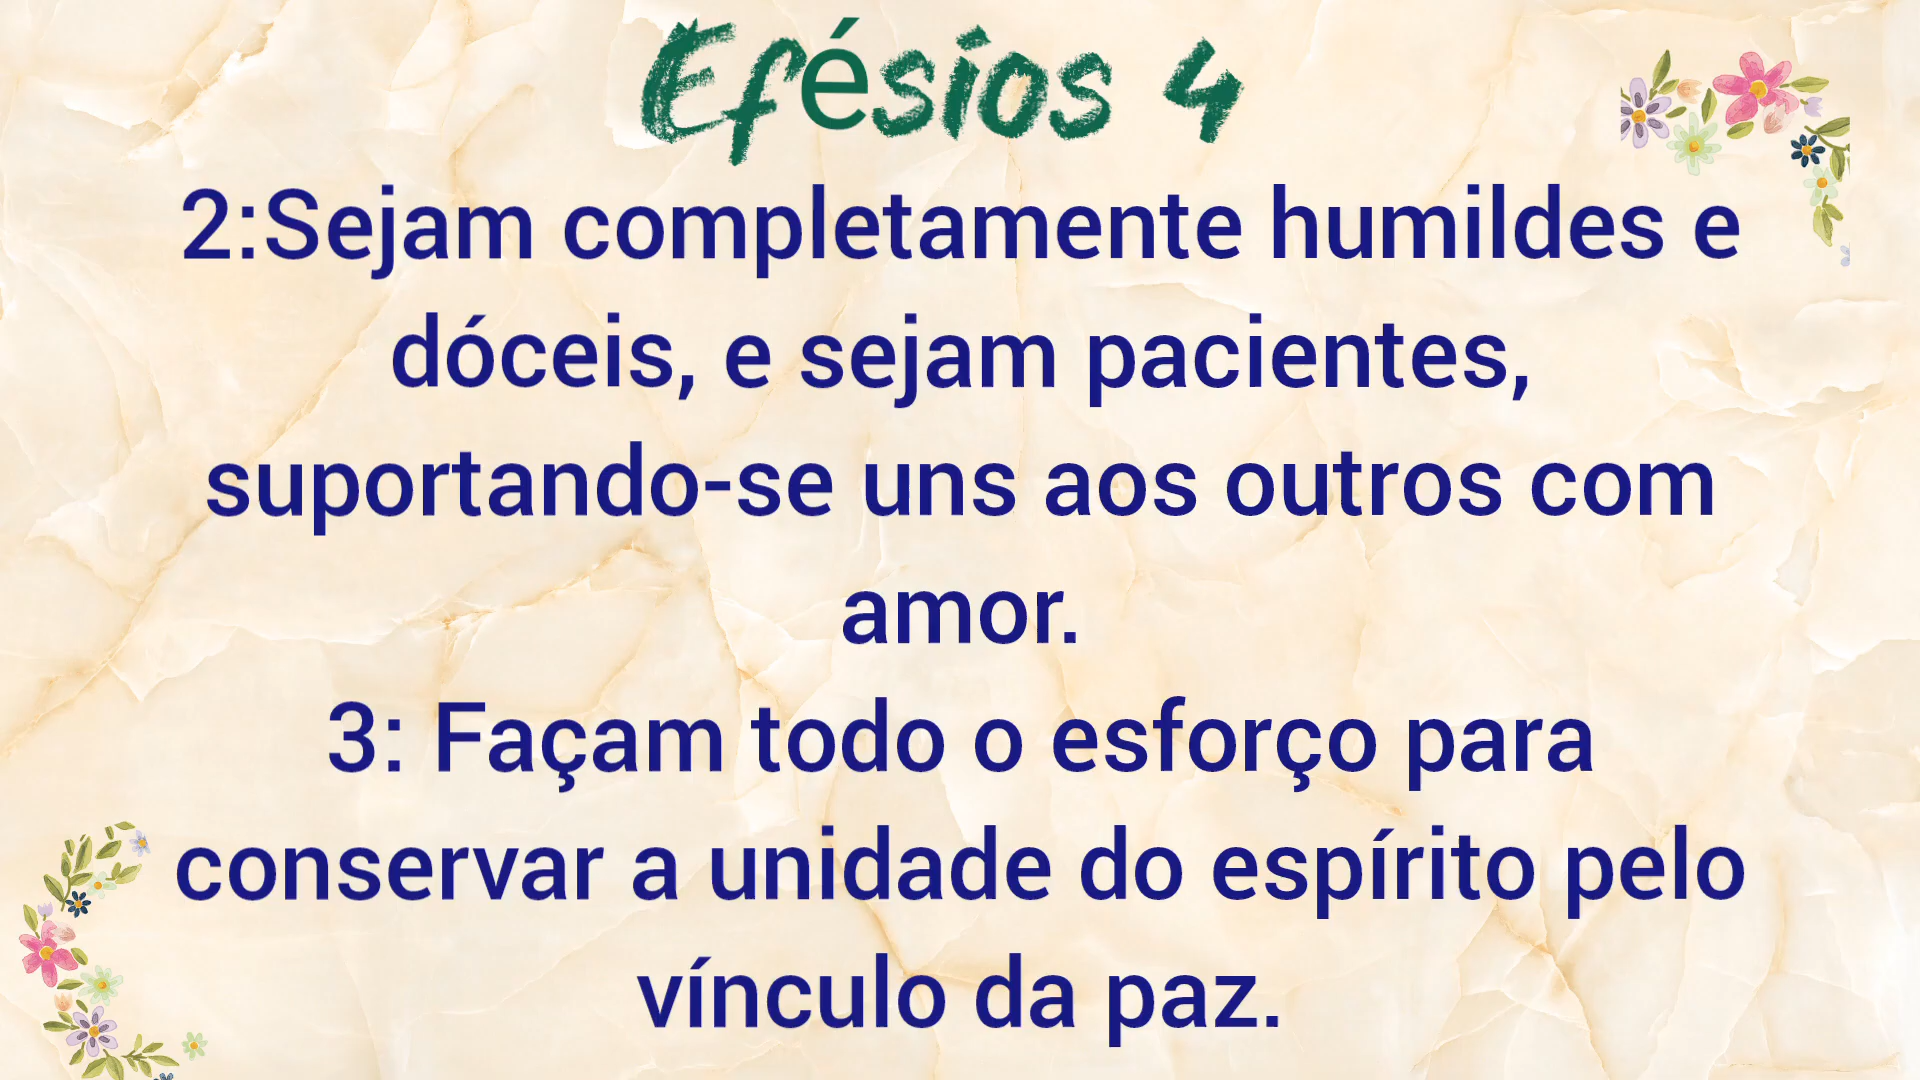 Efésios 4
2:Sejam completamente humildes e
dóceis, e sejam pacientes,
suportando-se uns aos outros com
amor.
3: Façam todo o esforço para
conservar a unidade do espírito pelo
vínculo da paz.